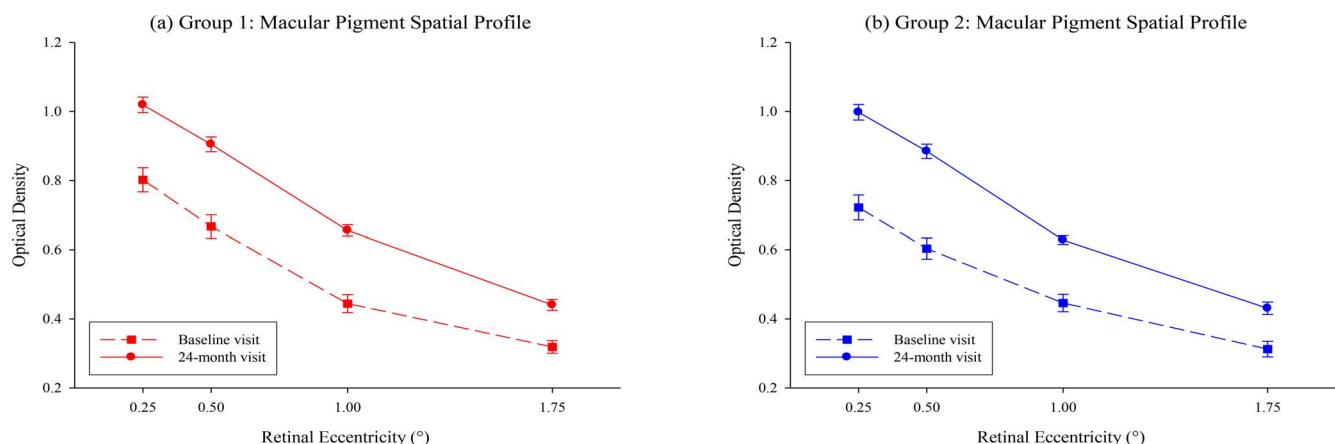 (a) Group 1: Macular Pigment Spatial Profile
1.2
1.0
0.8
0.6
0.4
0.2
Optical Density
Baseline visit
24-month visit
0.25
0.50
1.00
1.75
Retinal Eccentricity (°)
(b) Group 2: Macular Pigment Spatial Profile
1.2
1.0
0.8
0.6
0.4
0.2
Optical Density
Baseline visit
24-month visit
0.25
0.50
1.00
1.75
Retinal Eccentricity (°)